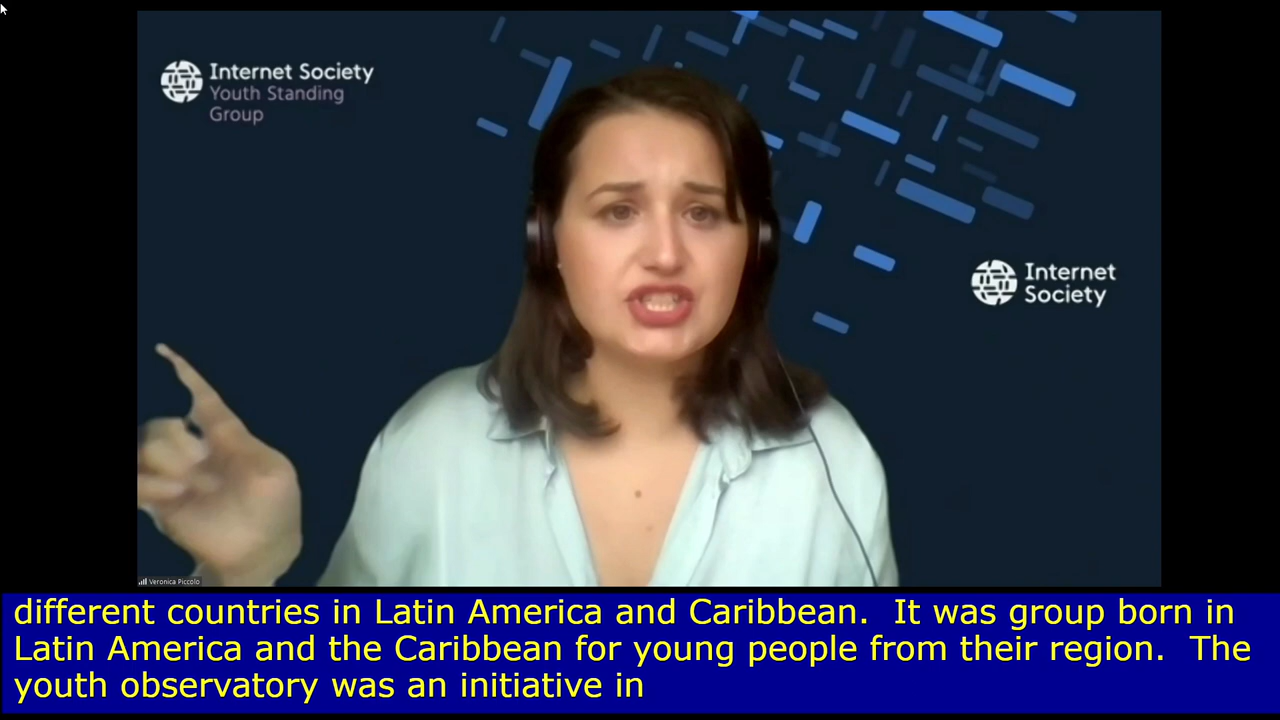 Internet Society
Youth Standing
Group
Internet
Society
Veronica Piccolo
different countries in Latin America and Caribbean.  It was group born in
Latin America and the Caribbean for young people from their region.  The
youth observatory was an initiative in